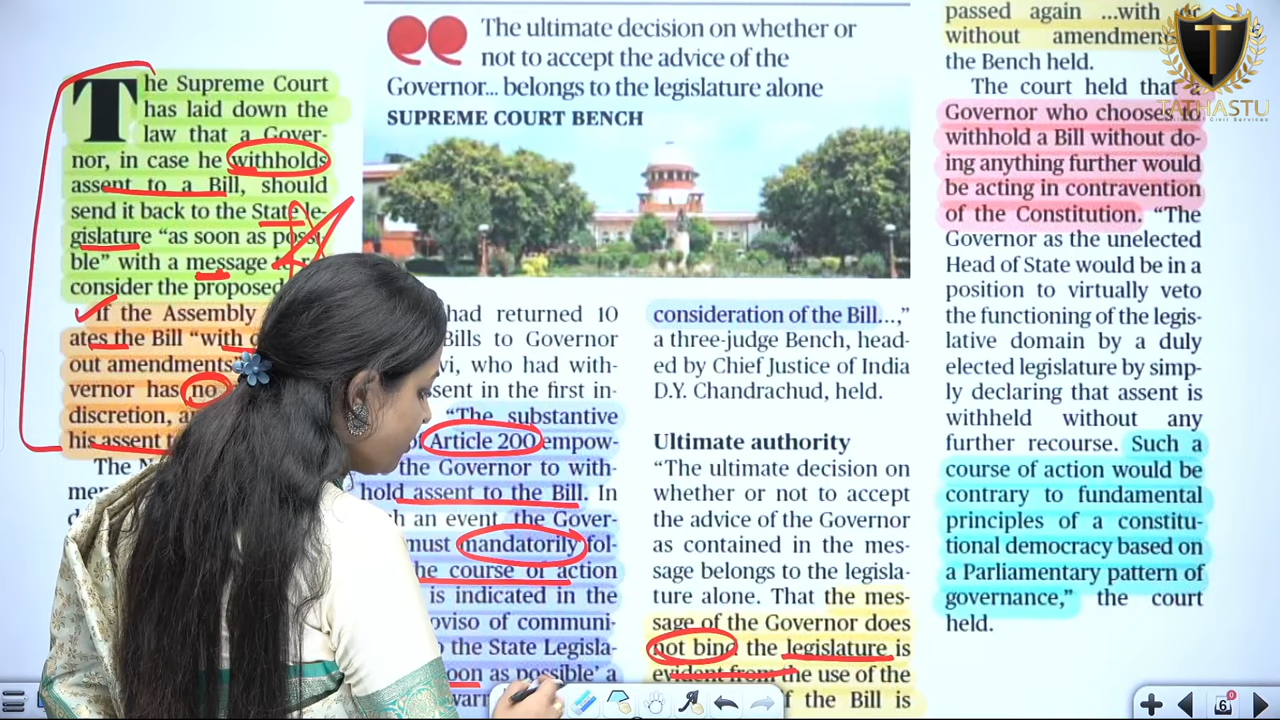 The Supreme Court
has laid down the
law that a Gover-
nor, in case he withholds
assent to a Bill, should
send it back to the State le-
gislature “as soon as possi-
ble” with a message
consider the proposed
If the Assembly
ates the Bill “with
out amendments”
vernor has no
discretion,
his assent
The
The ultimate decision on whether or
not to accept the advice of the
Governor... belongs to the legislature alone
SUPREME COURT BENCH
had returned 10
Bills to Governor
who had with-
in the first in-
“The substantive
Article 200 empow-
the Governor to with-
hold assent to the Bill. In
an event, the Gover-
must mandatorily fol-
course of action
is indicated in the
of communi-
the State Legisla-
as possible’ a
consideration of the Bill...,”
a three-judge Bench, head-
ed by Chief Justice of India
D.Y. Chandrachud, held.
Ultimate authority
“The ultimate decision on
whether or not to accept
the advice of the Governor
as contained in the mes-
sage belongs to the legisla-
ture alone. That the mes-
sage of the Governor does
not bind the legislature is
evident from the use of the
the Bill is
passed again ...with or
without
the Bench held.
The court held that a
Governor who chooses to
withhold a Bill without do-
ing anything further would
be acting in contravention
of the Constitution. “The
Governor as the unelected
Head of State would be in a
position to virtually veto
the functioning of the legis-
lative domain by a duly
elected legislature by simp-
ly declaring that assent is
withheld without any
further recourse. Such a
course of action would be
contrary to fundamental
principles of a constitu-
tional democracy based on
a Parliamentary pattern of
governance,” the court
held.
T
TATHASTU
Civil Services
6